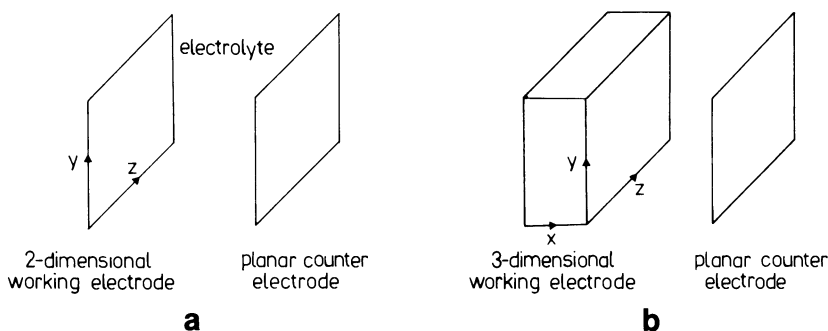 electrolyte
y
z
2-dimensional
working electrode
planar counter
electrode
a
y
z
x
3-dimensional
working electrode
planar counter
electrode
b